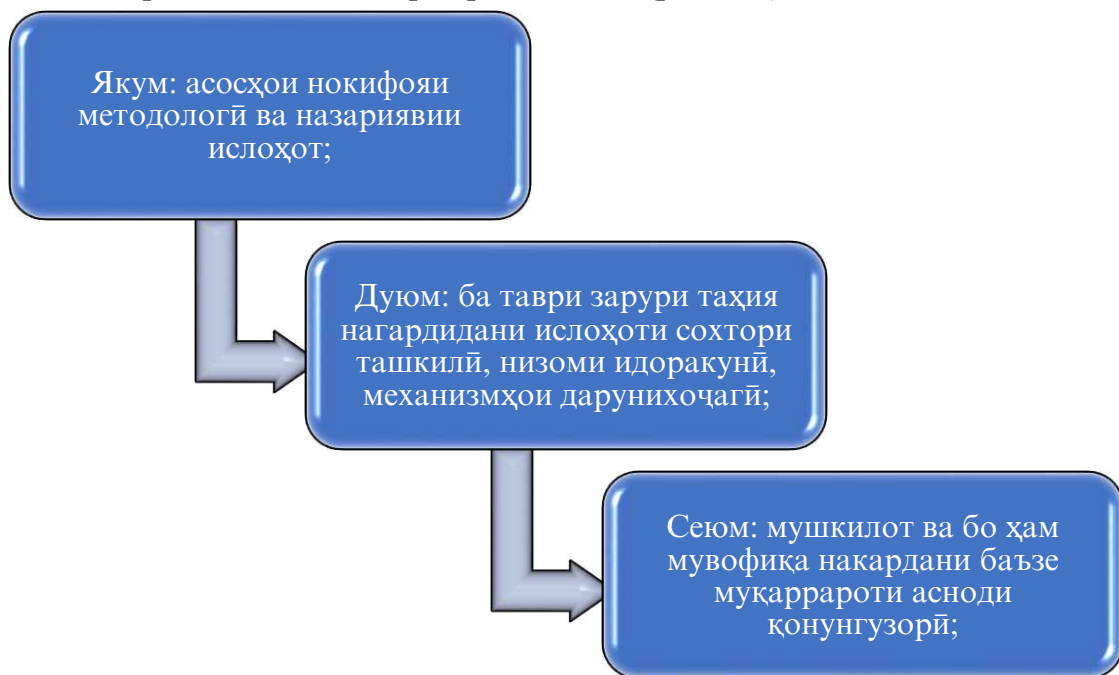 Якум: асосҳои нокифояи
методологӣ ва назариявии
ислоҳот;
Дуюм: ба таври зарури таҳия
нагардидани ислоҳоти сохтори
ташкилӣ, низоми идоракунӣ,
механизмҳои дарунихоҷагӣ;
Сеюм: мушкилот ва бо ҳам
мувофиқа накардани баъзе
муқаррароти асноди
қонунгузорӣ;